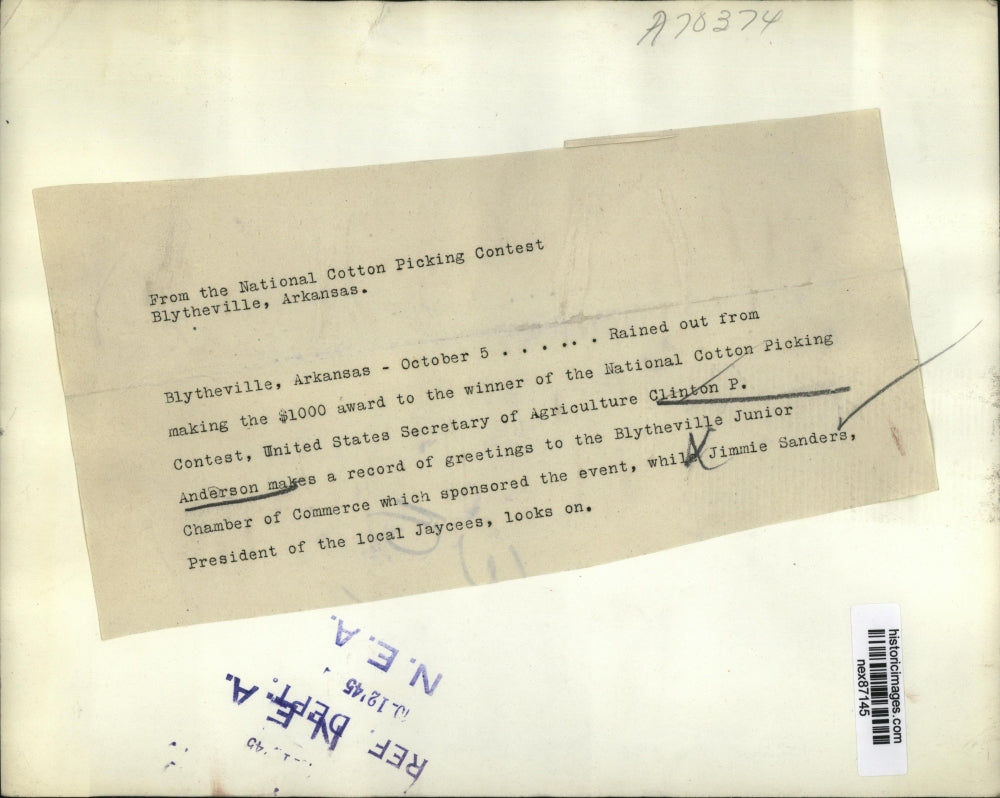 A70374
From the National Cotton Picking Contest
Blytheville, Arkansas.
Blytheville, Arkansas - October 5 . . . . . . Rained out from
making the $1000 award to the winner of the National Cotton Picking
Contest, United States Secretary of Agriculture Clinton P.
Anderson makes a record of greetings to the Blytheville Junior
Chamber of Commerce which sponsored the event, while Jimmie Sanders,
President of the local Jaycees, looks on.
N. E. A.
12'45
N. E. A.
REF. DEPT.
'45
historicimages.com
nex87145